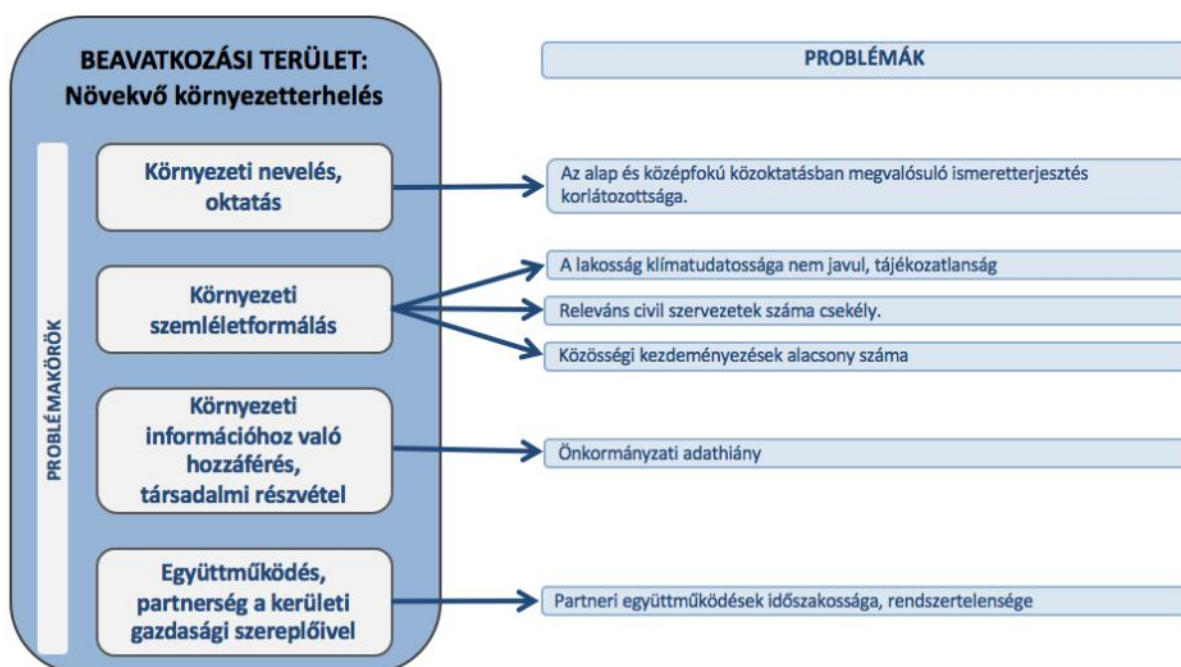 BEAVATKOZÁSI TERÜLET:
Növekvő környezetterhelés
PROBLÉMÁK
PROBLÉMAKÖRÖK
Környezeti nevelés,
oktatás
Az alap és középfokú közoktatásban megvalósuló ismeretterjesztés
korlátozottsága.
Környezeti
szemléletformálás
A lakosság klímatudatossága nem javul, tájékozatlanság
Releváns civil szervezetek száma csekély.
Közösségi kezdeményezések alacsony száma
Környezeti
információhoz való
hozzáférés,
társadalmi részvétel
Önkormányzati adathiány
Együttműködés,
partnerség a kerületi
gazdasági szereplőivel
Partneri együttműködések időszakossága, rendszertelensége